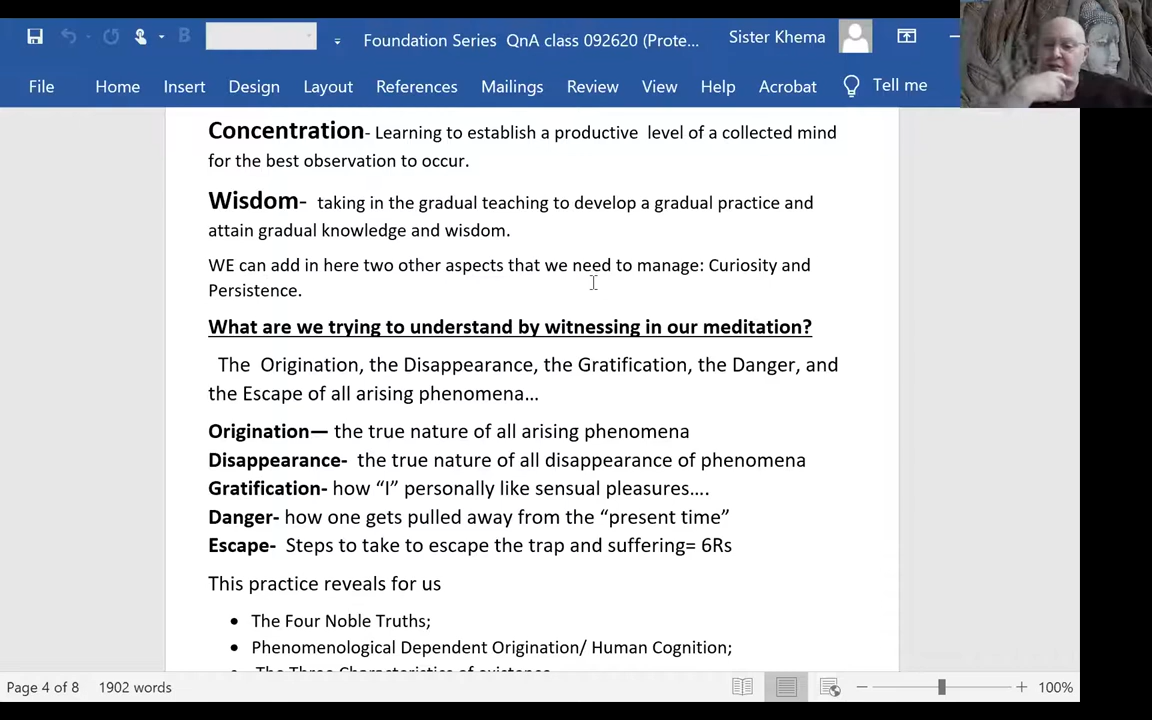 B
Foundation Series QnA class 092620 (Prote...
Sister Khema
File Home Insert Design Layout References Mailings Review View Help Acrobat Tell me
Concentration- Learning to establish a productive level of a collected mind
for the best observation to occur.
Wisdom- taking in the gradual teaching to develop a gradual practice and
attain gradual knowledge and wisdom.
WE can add in here two other aspects that we need to manage: Curiosity and
Persistence.
What are we trying to understand by witnessing in our meditation?
The Origination, the Disappearance, the Gratification, the Danger, and
the Escape of all arising phenomena…
Origination— the true nature of all arising phenomena
Disappearance- the true nature of all disappearance of phenomena
Gratification- how “I” personally like sensual pleasures….
Danger- how one gets pulled away from the “present time”
Escape- Steps to take to escape the trap and suffering= 6Rs
This practice reveals for us
• The Four Noble Truths;
• Phenomenological Dependent Origination/ Human Cognition;
• The Three Characteristics of existence
Page 4 of 8 1902 words 100%